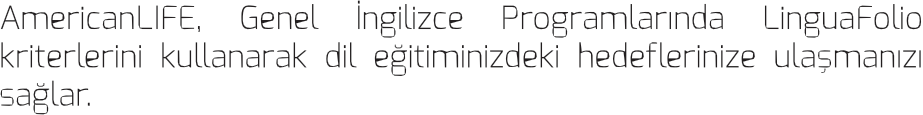 AmericanLIFE, Genel İngilizce Programlarında LinguaFolio
kriterlerini kullanarak dil eğitiminizdeki hedeflerinize ulaşmanızı
sağlar.